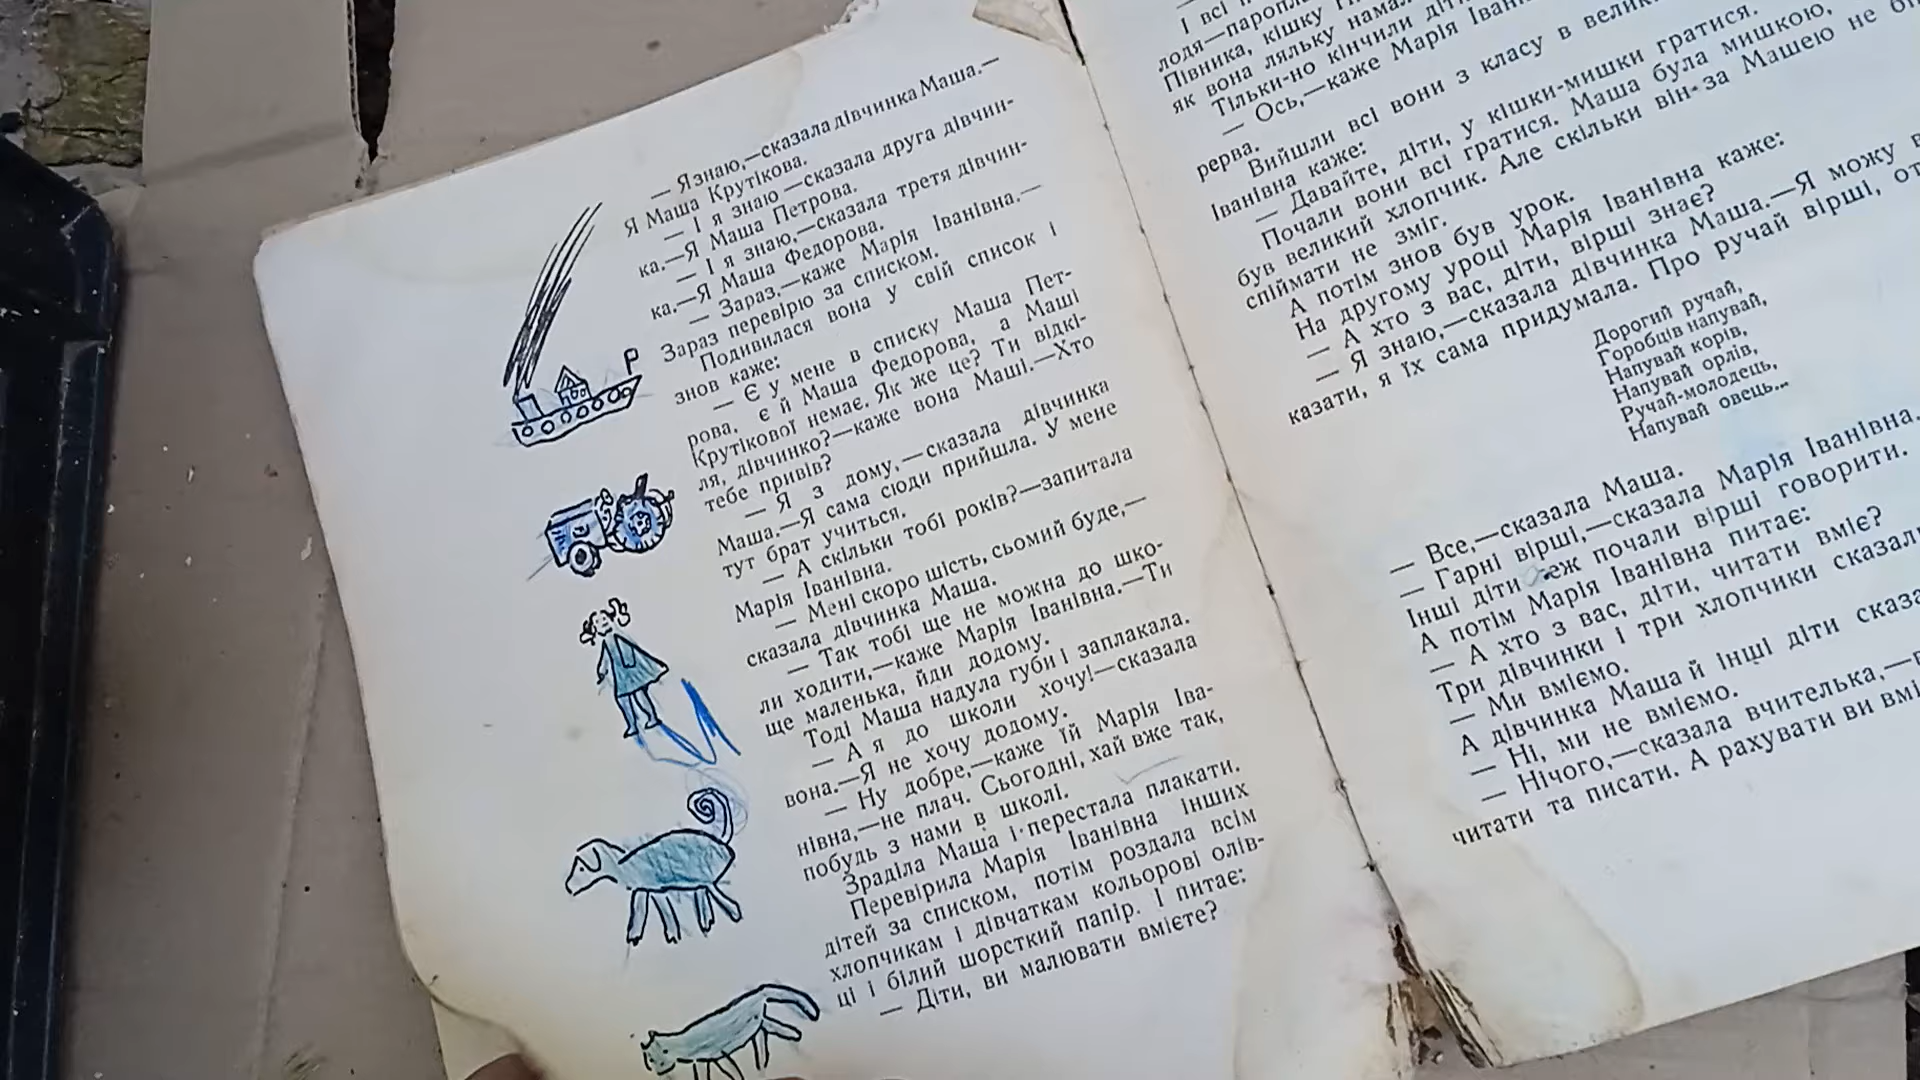 — Я знаю,—сказала дівчинка Маша.—
Я Маша Крутікова.
— І я знаю,—сказала друга дівчин-
ка.—Я Маша Петрова.
— І я знаю,—сказала третя дівчин-
ка.—Я Маша Федорова.
— Зараз,—каже Марія Іванівна.—
Зараз перевірю за списком.
Подивилася вона у свій список і
знов каже:
— Є у мене в списку Маша Пет-
рова, є й Маша Федорова, а Маші
Крутікової немає. Як же це? Ти відкі-
ля, дівчинко?—каже вона Маші.—Хто
тебе привів?
— Я з дому,—сказала дівчинка
Маша.—Я сама сюди прийшла. У мене
тут брат учиться.
— А скільки тобі років?—запитала
Марія Іванівна.
— Мені скоро шість, сьомий буде,—
сказала дівчинка Маша.
— Так тобі ще не можна до шко-
ли ходити,—каже Марія Іванівна.—Ти
ще маленька, йди додому.
Тоді Маша надула губи і заплакала.
— А я до школи хочу!—сказала
вона.—Я не хочу додому.
— Ну добре,—каже їй Марія Іва-
нівна,—не плач. Сьогодні, хай вже так,
побудь з нами в школі.
Зраділа Маша і перестала плакати.
Перевірила Марія Іванівна інших
дітей за списком, потім роздала всім
хлопчикам і дівчаткам кольорові олів-
ці і білий шорсткий папір. І питає:
— Діти, ви малювати вмієте?
І всі
Півника, кішку
як вона ляльку
Тільки-но кінчили
— Ось,—каже Марія
рерва.
Вийшли всі вони з класу в
Іванівна каже:
— Давайте, діти, у кішки-мишки гратися.
Почали вони всі гратися. Маша була мишкою,
був великий хлопчик. Але скільки він за Машею не
спіймати не зміг.
А потім знов був урок.
На другому уроці Марія Іванівна каже:
— А хто з вас, діти, вірші знає?
— Я знаю,—сказала дівчинка Маша.—Я можу
казати, я їх сама придумала. Про ручай вірші,
Дорогий ручай,
Горобців напувай,
Напувай корів,
Напувай орлів,
Ручай-молодець,
Напувай овець...
— Все,—сказала Маша.
— Гарні вірші,—сказала Марія Іванівна.
Інші діти теж почали вірші говорити.
А потім Марія Іванівна питає:
— А хто з вас, діти, читати вміє?
Три дівчинки і три хлопчики
— Ми вміємо.
А дівчинка Маша й інші діти
— Ні, ми не вміємо.
— Нічого,—сказала вчителька,—
читати та писати. А рахувати ви